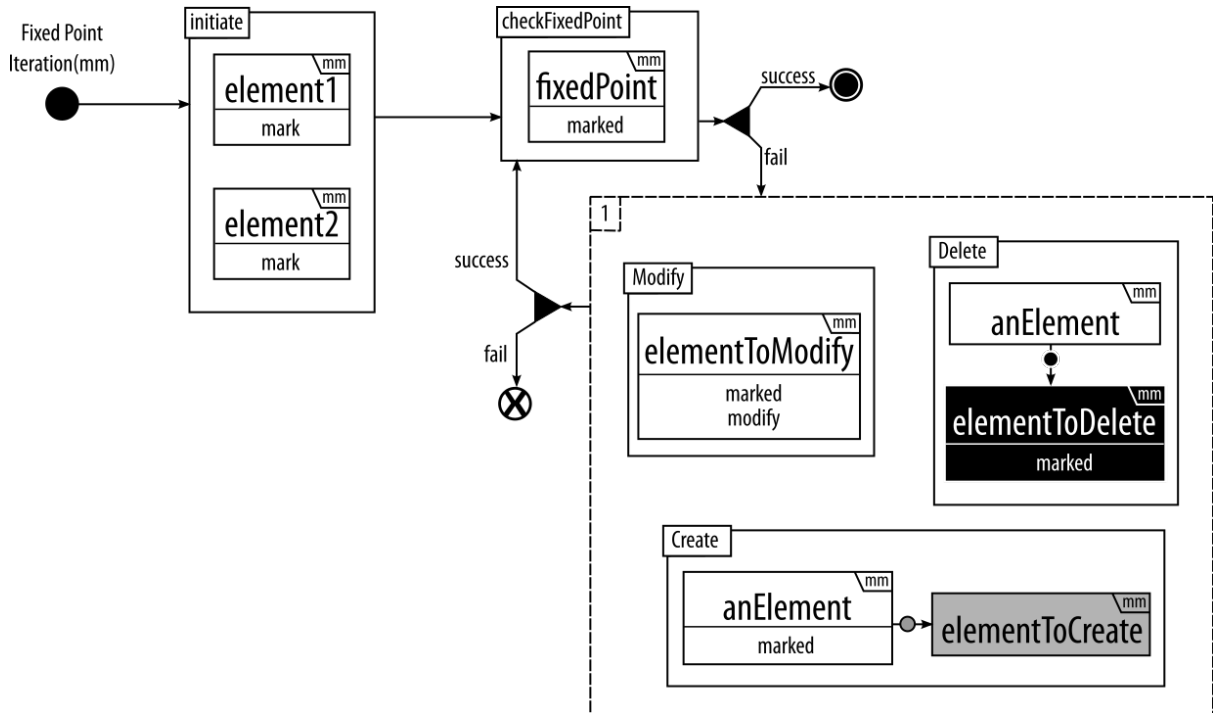 Fixed Point
Iteration(mm)
initiate
mm
element1
mark
mm
element2
mark
checkFixedPoint
mm
fixedPoint
marked
success
fail
success
fail
1
Modify
mm
elementToModify
marked
modify
Delete
mm
anElement
mm
elementToDelete
marked
Create
mm
anElement
marked
mm
elementToCreate